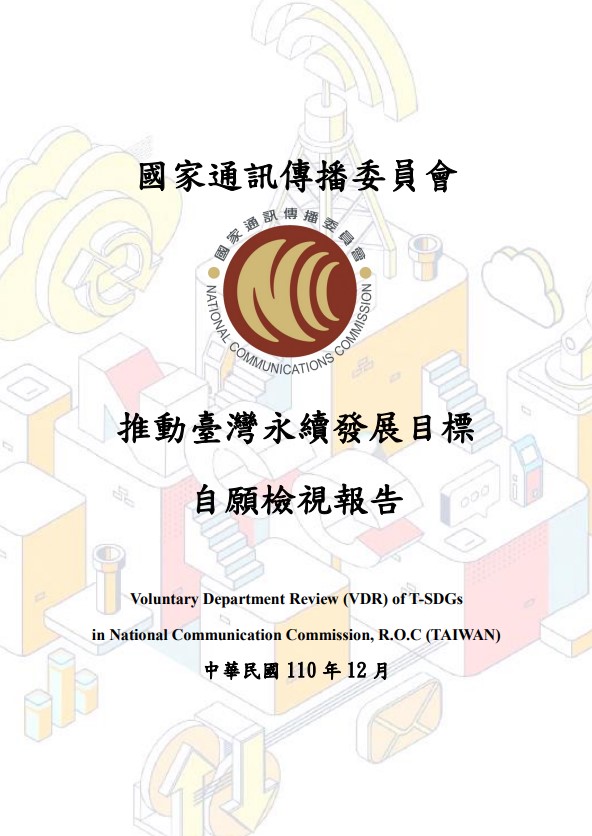 國家通訊傳播委員會
國家通訊傳播委員會
NATIONAL COMMUNICATIONS COMMISSION
推動臺灣永續發展目標
自願檢視報告
Voluntary Department Review (VDR) of T-SDGs
in National Communication Commission, R.O.C (TAIWAN)
中華民國 110 年 12 月